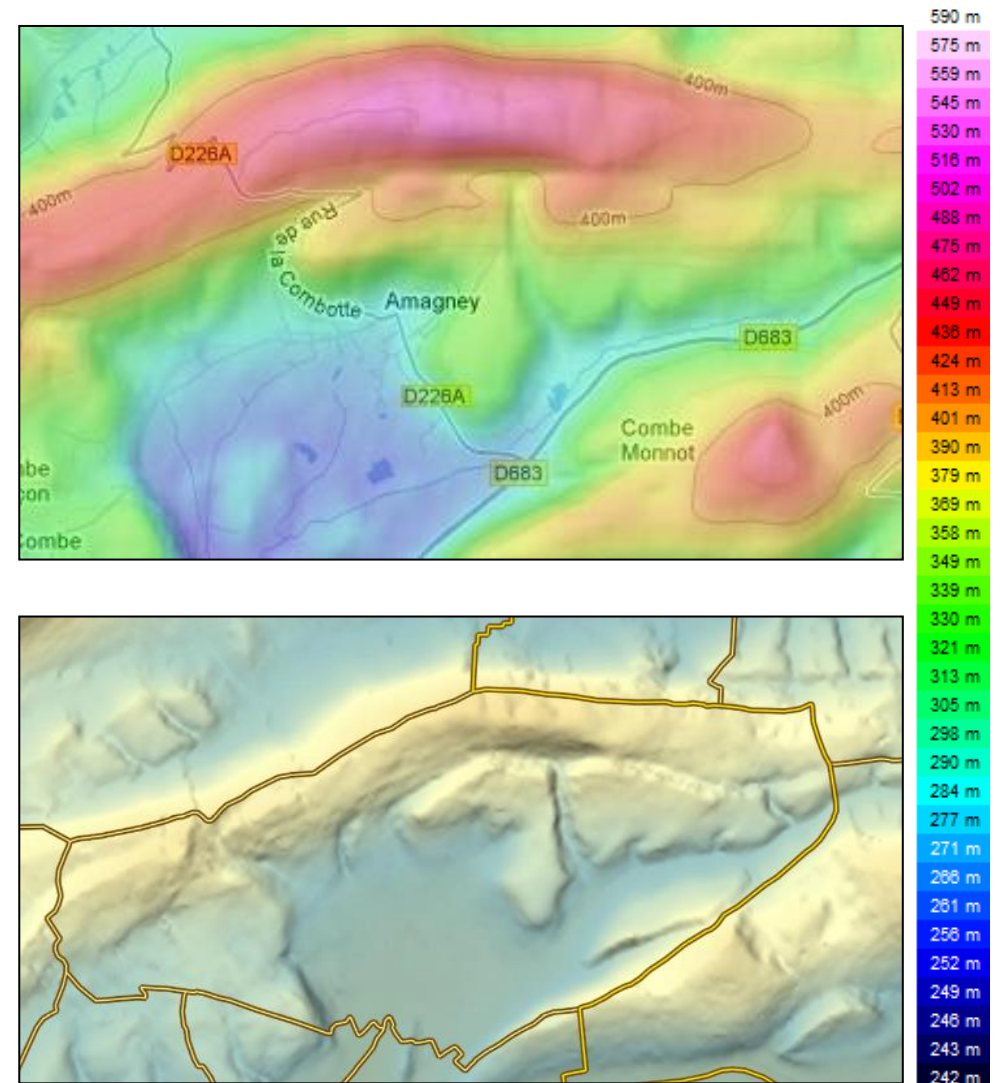 400m
D226A
400m
400m
Rue de la Combotte
Amagney
D683
D226A
400m
Combe
Monnot
D683
Combe
590 m
575 m
559 m
545 m
530 m
516 m
502 m
488 m
475 m
462 m
449 m
436 m
424 m
413 m
401 m
390 m
379 m
369 m
358 m
349 m
339 m
330 m
321 m
313 m
305 m
298 m
290 m
284 m
277 m
271 m
266 m
261 m
256 m
252 m
249 m
246 m
243 m
242 m